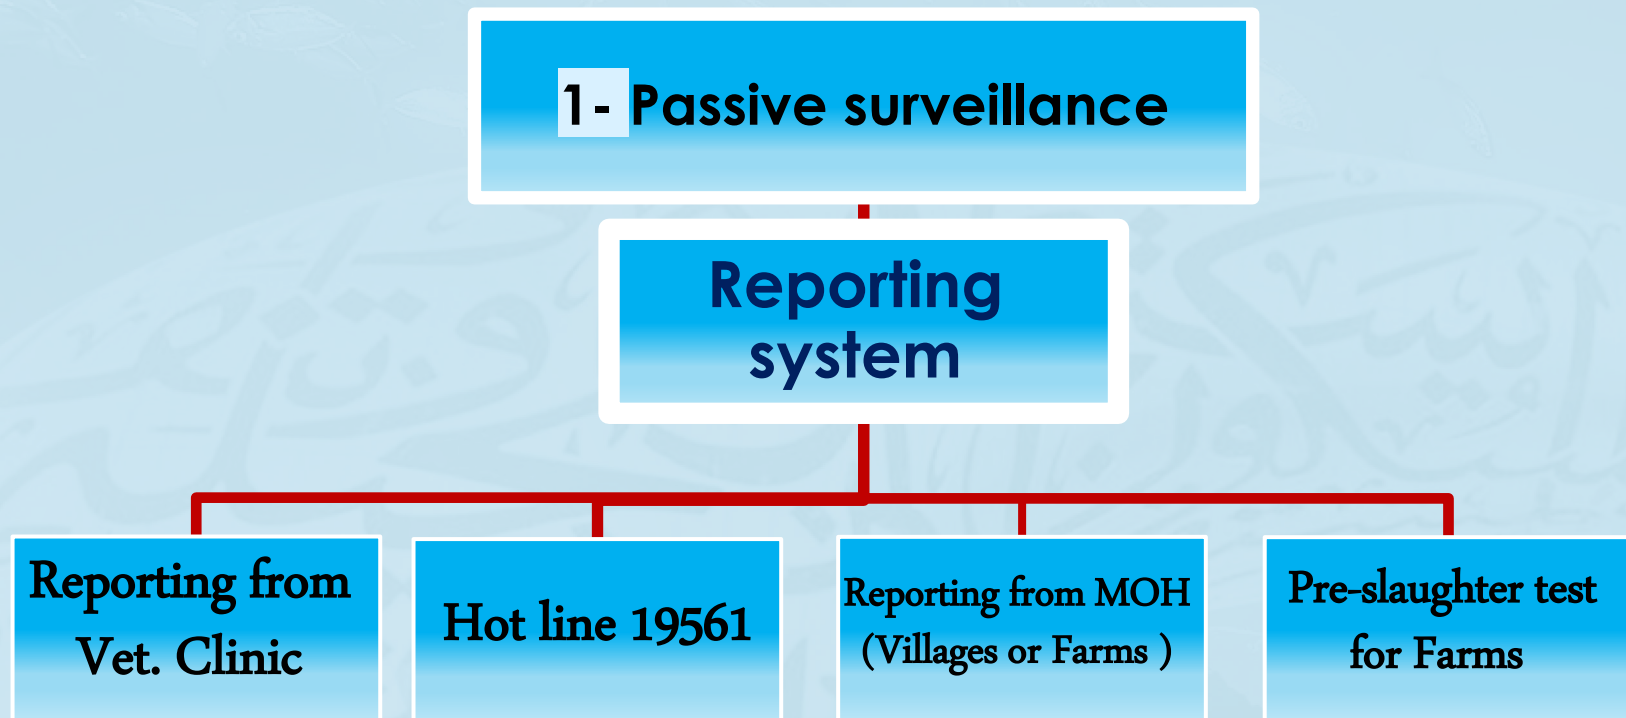 1- Passive surveillance
Reporting
system
Reporting from
Vet. Clinic
Hot line 19561
Reporting from MOH
(Villages or Farms )
Pre-slaughter test
for Farms